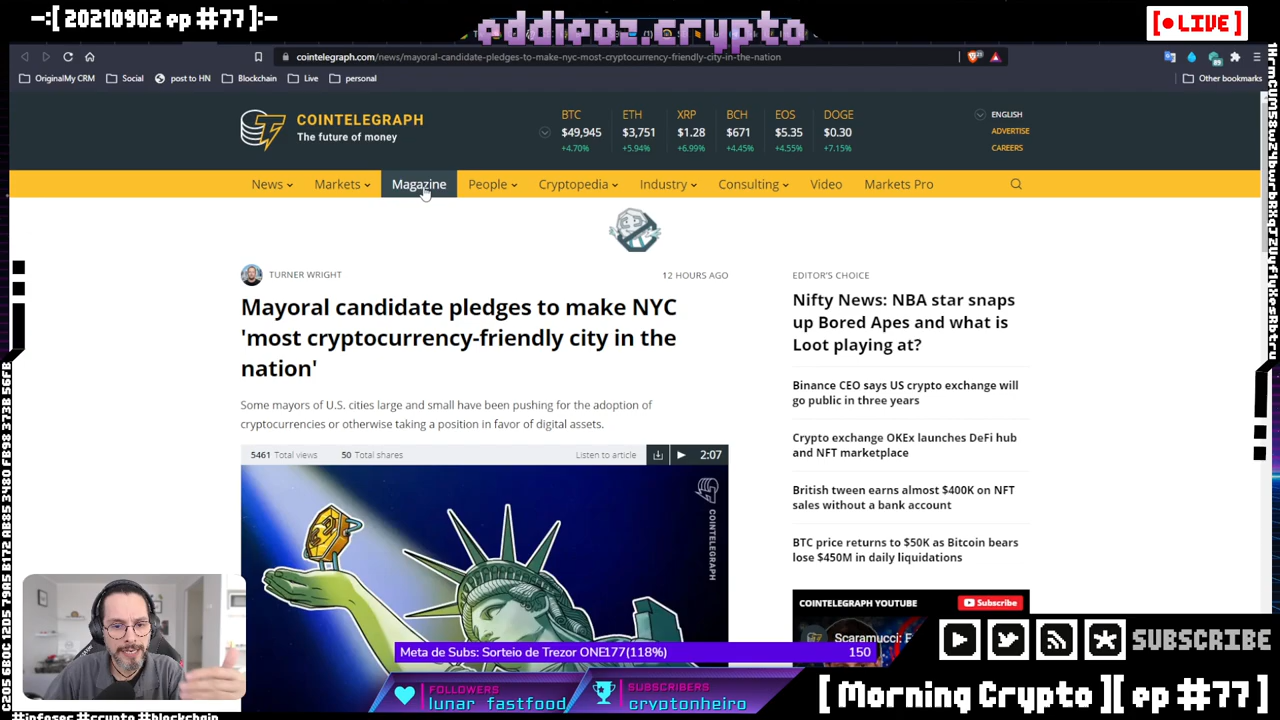 -:[ 20210902 ep #77 ]:-
eddieoz.crypto
[● LIVE ]
cointelegraph.com/news/mayoral-candidate-pledges-to-make-nyc-most-cryptocurrency-friendly-city-in-the-nation
OriginalMy CRM
Social
post to HN
Blockchain
Live
personal
Other bookmarks
COINTELEGRAPH
The future of money
BTC ETH XRP BCH EOS DOGE
$49,945 $3,751 $1.28 $671 $5.35 $0.30
+4.70% +5.94% +6.99% +4.45% +4.55% +7.15%
ENGLISH
ADVERTISE
CAREERS
News Markets Magazine People Cryptopedia Industry Consulting Video Markets Pro
TURNER WRIGHT
12 HOURS AGO
Mayoral candidate pledges to make NYC
'most cryptocurrency-friendly city in the
nation'
Some mayors of U.S. cities large and small have been pushing for the adoption of
cryptocurrencies or otherwise taking a position in favor of digital assets.
5461 Total views 50 Total shares Listen to article 2:07
COINTELEGRAPH
EDITOR'S CHOICE
Nifty News: NBA star snaps
up Bored Apes and what is
Loot playing at?
Binance CEO says US crypto exchange will
go public in three years
Crypto exchange OKEx launches DeFi hub
and NFT marketplace
British tween earns almost $400K on NFT
sales without a bank account
BTC price returns to $50K as Bitcoin bears
lose $450M in daily liquidations
COINTELEGRAPH YOUTUBE
Subscribe
Scaramucci:
Meta de Subs: Sorteio de Trezor ONE177(118%) 150
FOLLOWERS
lunar_fastfood
SUBSCRIBERS
cryptonheiro
SUBSCRIBE
[ Morning Crypto ][ ep #77 ]
#infosec #crypto #blockchain